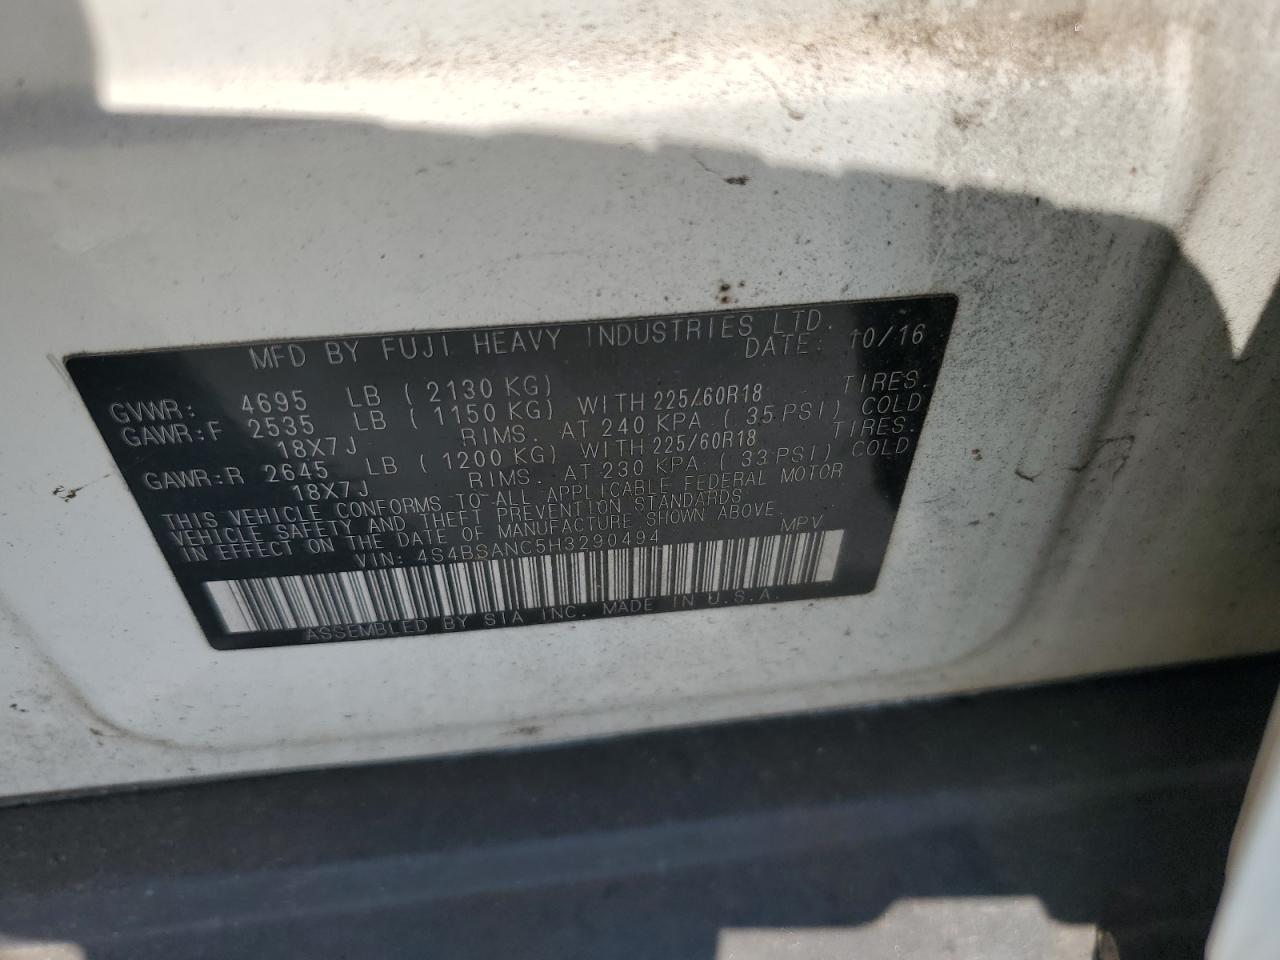 MFD BY FUJI HEAVY INDUSTRIES LTD.
DATE: 10/16
GVWR: 4695 LB ( 2130 KG)
GAWR:F 2535 LB ( 1150 KG) WITH 225/60R18 TIRES.
18X7J RIMS. AT 240 KPA ( 35 PSI) COLD
GAWR:R 2645 LB ( 1200 KG) WITH 225/60R18 TIRES.
18X7J RIMS. AT 230 KPA ( 33 PSI) COLD
THIS VEHICLE CONFORMS TO ALL APPLICABLE FEDERAL MOTOR
VEHICLE SAFETY AND THEFT PREVENTION STANDARDS
IN EFFECT ON THE DATE OF MANUFACTURE SHOWN ABOVE.
VIN: 4S4BSANC5H3290494 MPV
ASSEMBLED BY SIA INC. MADE IN U.S.A.